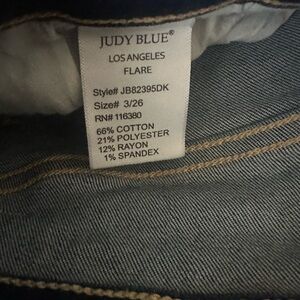 JUDY BLUE®
LOS ANGELES
FLARE
Style# JB82395DK
Size# 3/26
RN# 116380
66% COTTON
21% POLYESTER
12% RAYON
1% SPANDEX